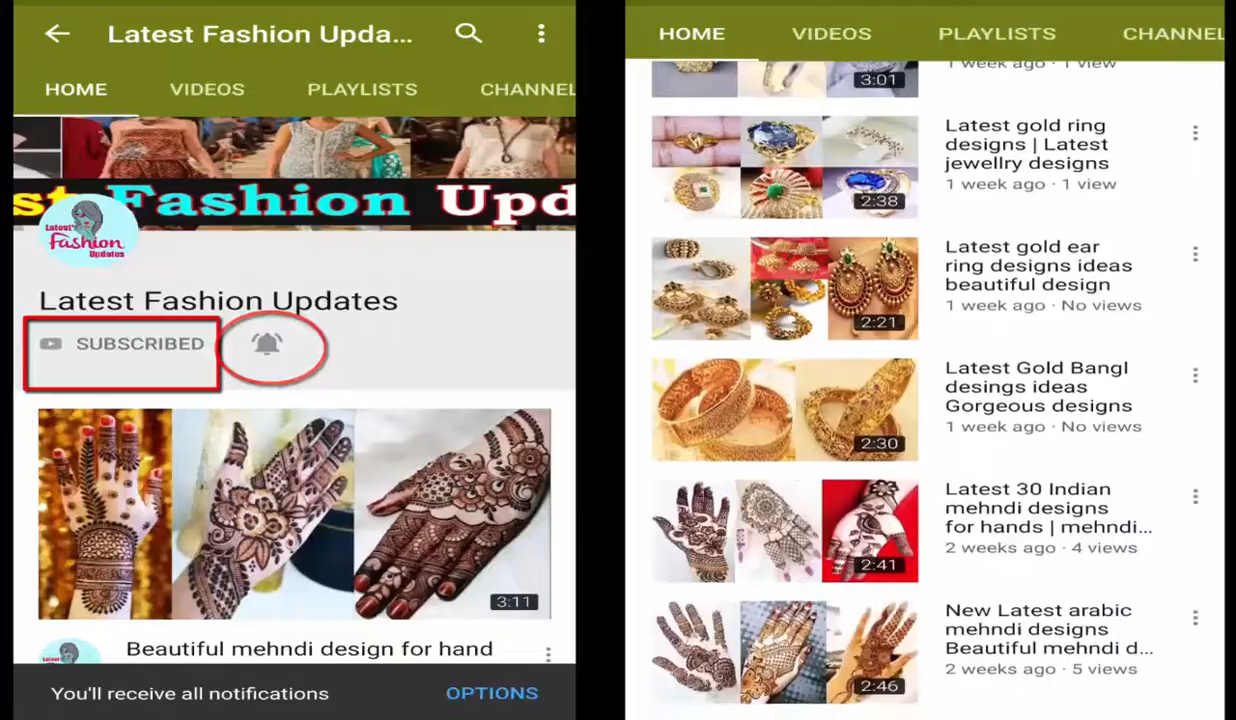 Latest Fashion Upda...
HOME VIDEOS PLAYLISTS CHANNEL
st Fashion Upd
Latest
Fashion
Updates
Latest Fashion Updates
SUBSCRIBED
3:11
Beautiful mehndi design for hand
You'll receive all notifications OPTIONS
HOME VIDEOS PLAYLISTS CHANNEL
1 week ago · 1 view
3:01
Latest gold ring
designs | Latest
jewellry designs
1 week ago · 1 view
2:38
Latest gold ear
ring designs ideas
beautiful design
1 week ago · No views
2:21
Latest Gold Bangl
desings ideas
Gorgeous designs
1 week ago · No views
2:30
Latest 30 Indian
mehndi designs
for hands | mehndi...
2 weeks ago · 4 views
2:41
New Latest arabic
mehndi designs
Beautiful mehndi d...
2 weeks ago · 5 views
2:46